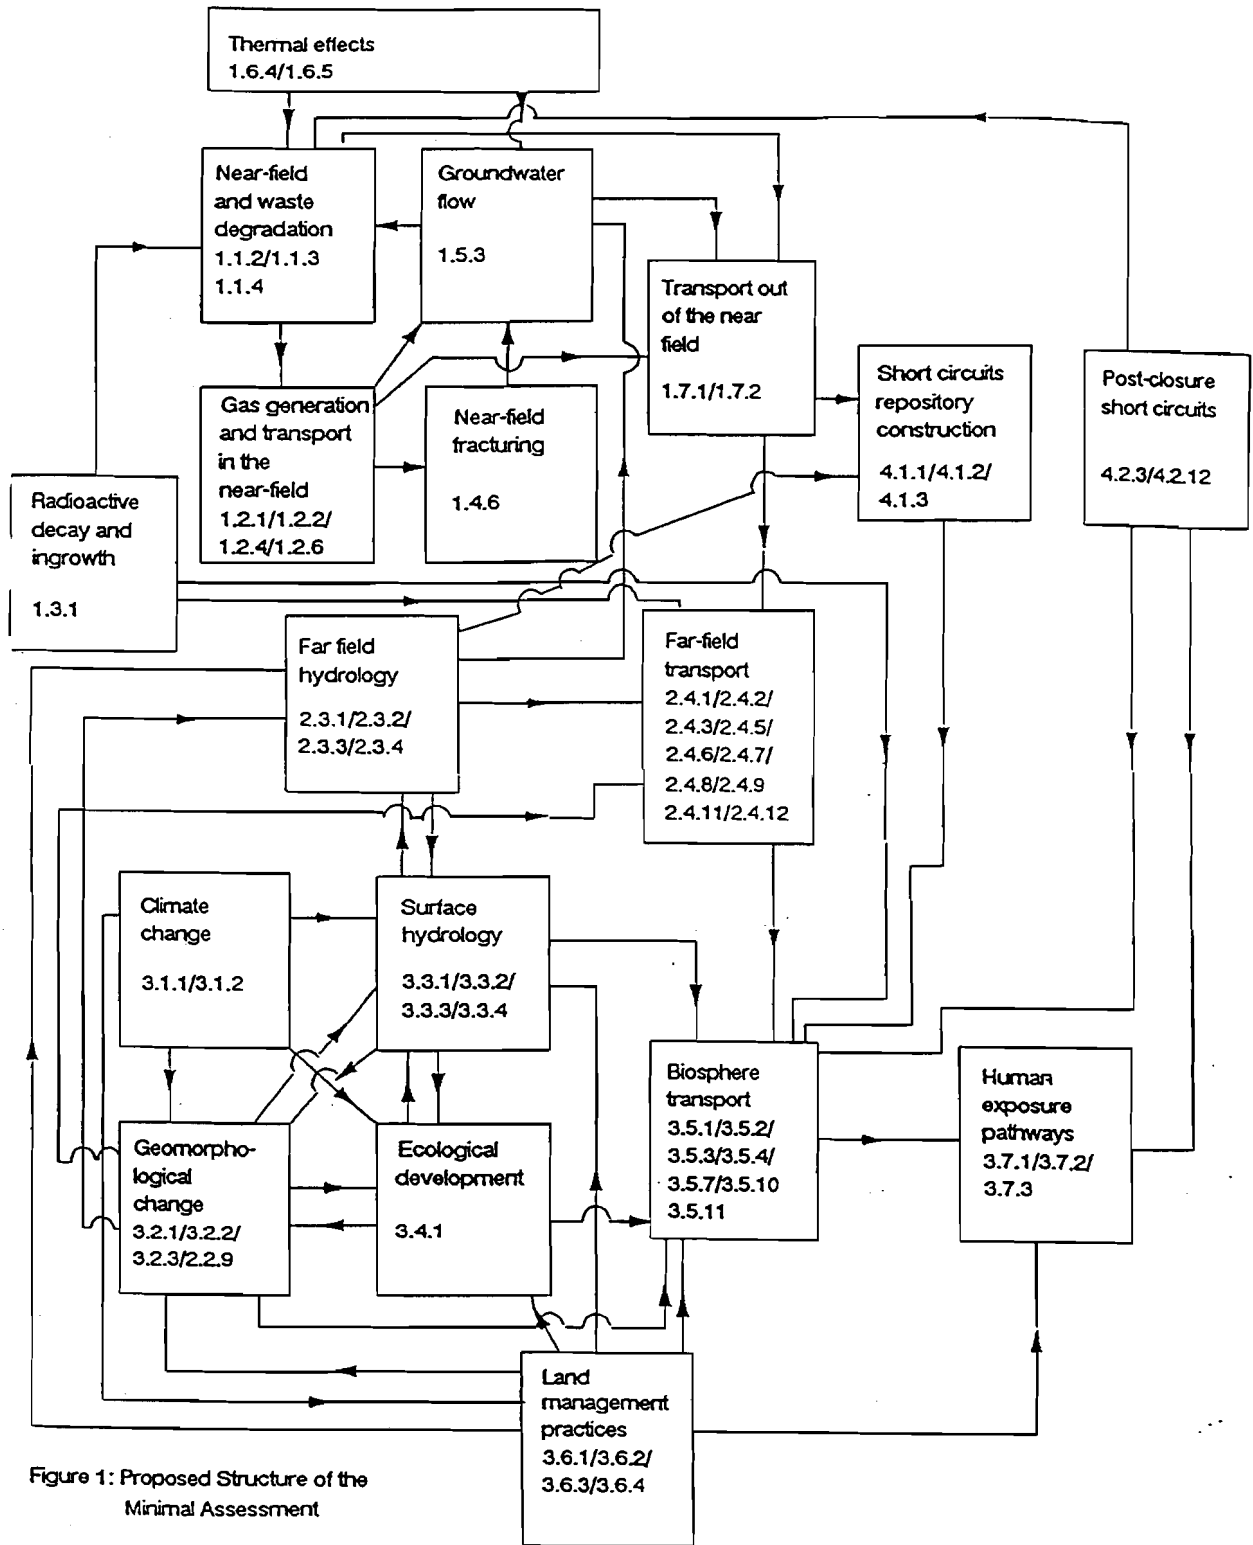 Thermal effects
1.6.4/1.6.5
Near-field
and waste
degradation
1.1.2/1.1.3
1.1.4
Groundwater
flow
1.5.3
Transport out
of the near
field
1.7.1/1.7.2
Short circuits
repository
construction
4.1.1/4.1.2/
4.1.3
Post-closure
short circuits
4.2.3/4.2.12
Gas generation
and transport
in the
near-field
1.2.1/1.2.2/
1.2.4/1.2.6
Near-field
fracturing
1.4.6
Radioactive
decay and
ingrowth
1.3.1
Far field
hydrology
2.3.1/2.3.2/
2.3.3/2.3.4
Far-field
transport
2.4.1/2.4.2/
2.4.3/2.4.5/
2.4.6/2.4.7/
2.4.8/2.4.9
2.4.11/2.4.12
Climate
change
3.1.1/3.1.2
Surface
hydrology
3.3.1/3.3.2/
3.3.3/3.3.4
Geomorpho-
logical
change
3.2.1/3.2.2/
3.2.3/2.2.9
Ecological
development
3.4.1
Biosphere
transport
3.5.1/3.5.2/
3.5.3/3.5.4/
3.5.7/3.5.10
3.5.11
Human
exposure
pathways
3.7.1/3.7.2/
3.7.3
Land
management
practices
3.6.1/3.6.2/
3.6.3/3.6.4
Figure 1: Proposed Structure of the
Minimal Assessment